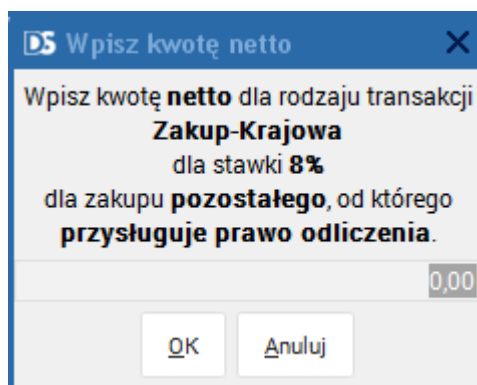 DS Wpisz kwotę netto
Wpisz kwotę netto dla rodzaju transakcji
Zakup-Krajowa
dla stawki 8%
dla zakupu pozostałego, od którego
przysługuje prawo odliczenia.
0,00
OK Anuluj